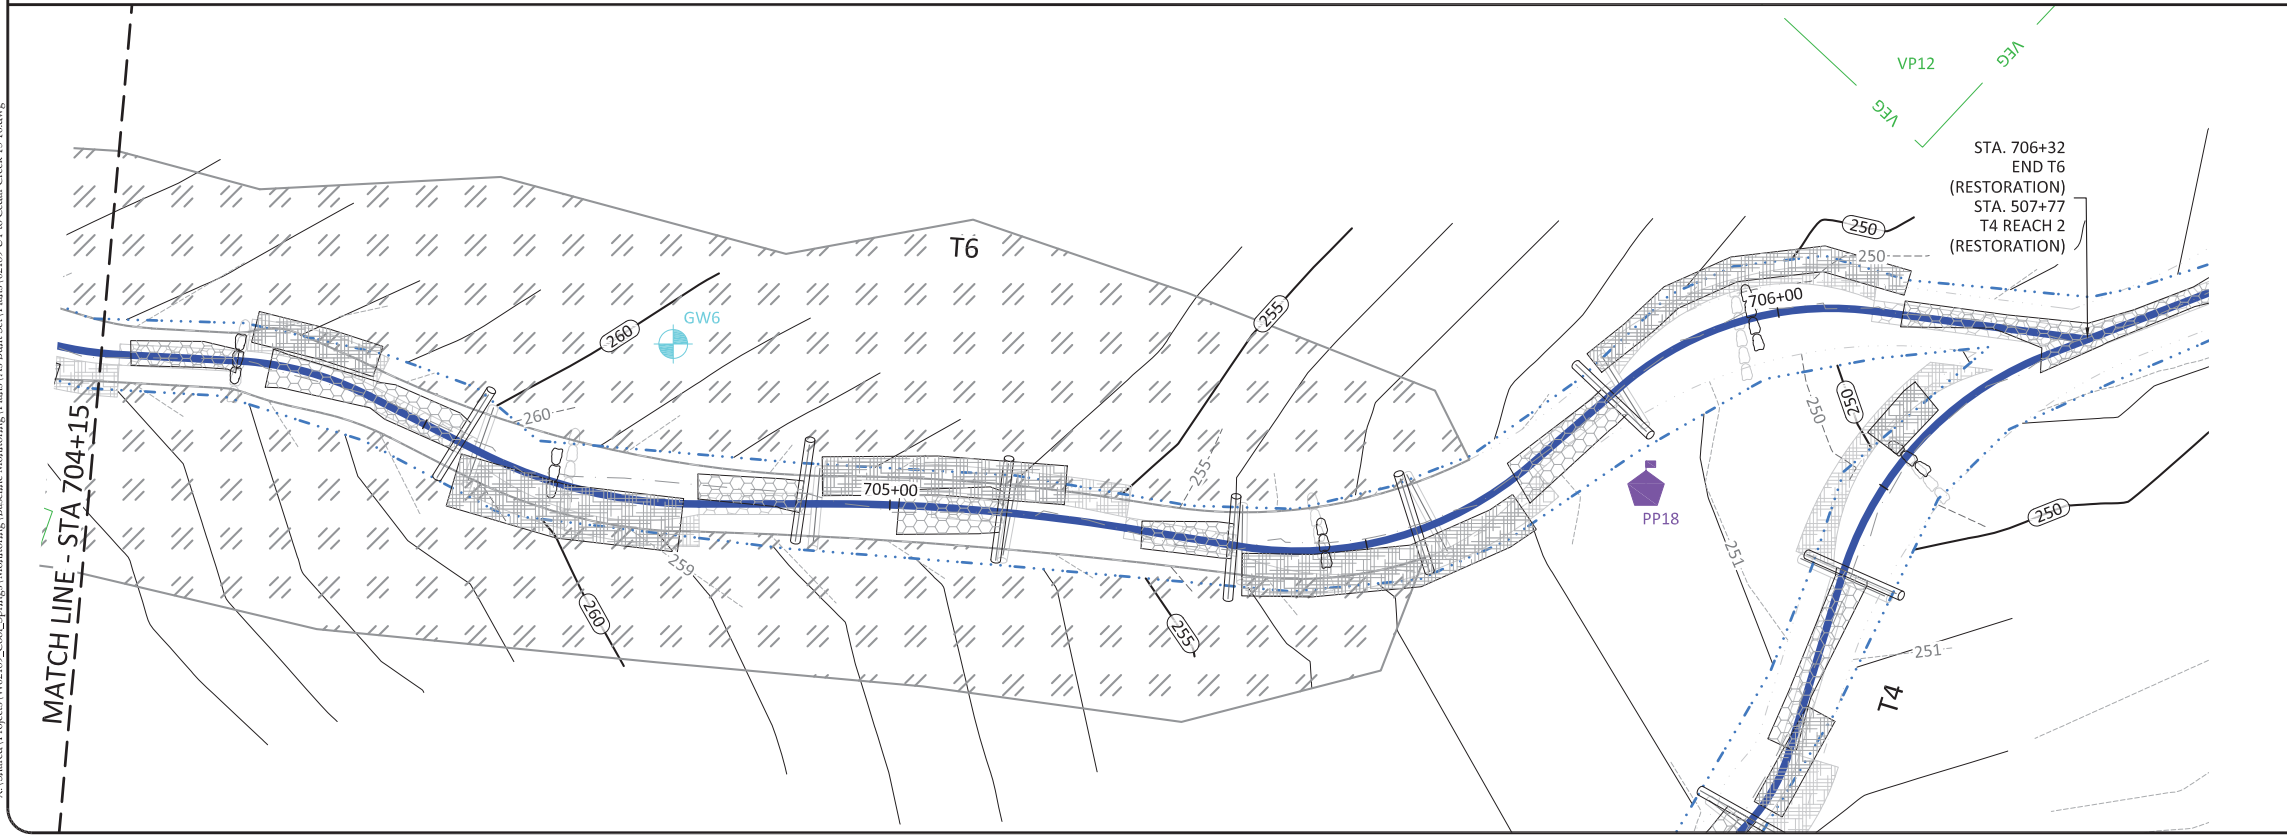 VP12
VEG
VEG
STA. 706+32
END T6
(RESTORATION)
STA. 507+77
T4 REACH 2
(RESTORATION)
250
250
T6
706+00
255
GW6
260
260
250
250
255
705+00
PP18
MATCH LINE - STA 704+15
250
259
251
260
255
251
T4